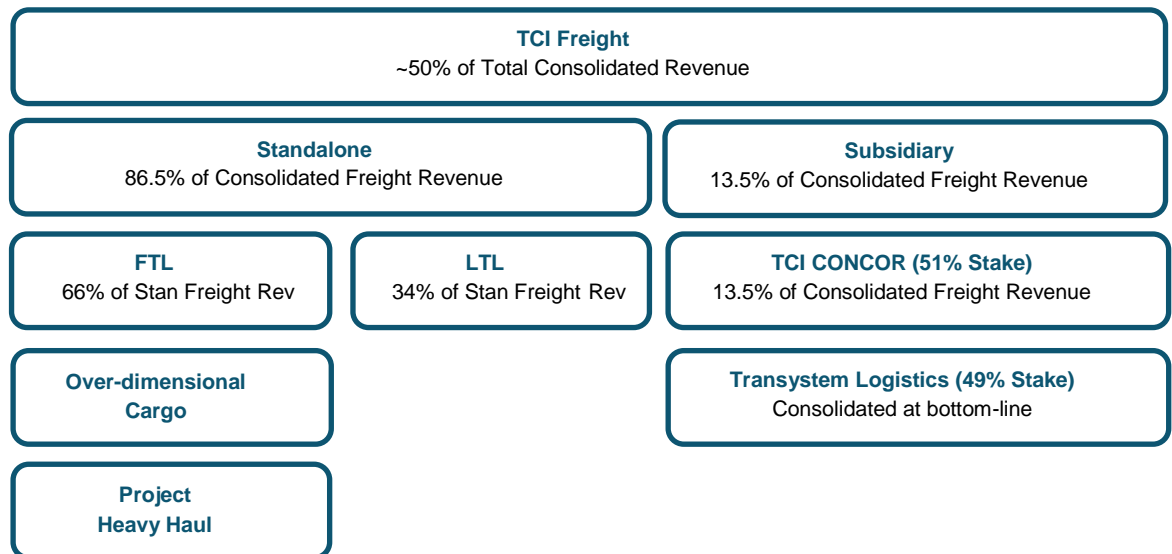 TCI Freight
~50% of Total Consolidated Revenue
Standalone
86.5% of Consolidated Freight Revenue
Subsidiary
13.5% of Consolidated Freight Revenue
FTL
66% of Stan Freight Rev
LTL
34% of Stan Freight Rev
TCI CONCOR (51% Stake)
13.5% of Consolidated Freight Revenue
Over-dimensional
Cargo
Transystem Logistics (49% Stake)
Consolidated at bottom-line
Project
Heavy Haul